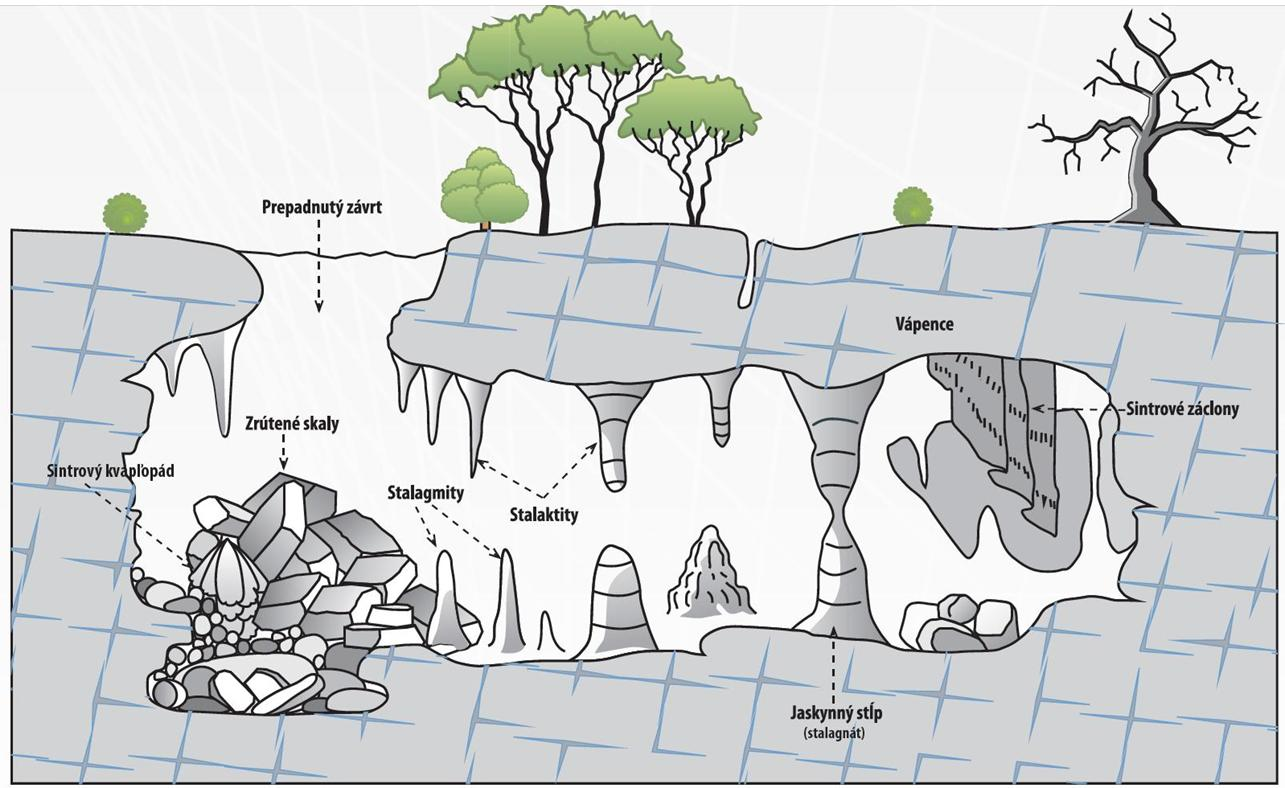 Prepadnutý závrt
Vápence
Sintrové záclony
Zrútené skaly
Sintrový kvapľopád
Stalagmity
Stalaktity
Jaskynný stĺp
(stalagnát)